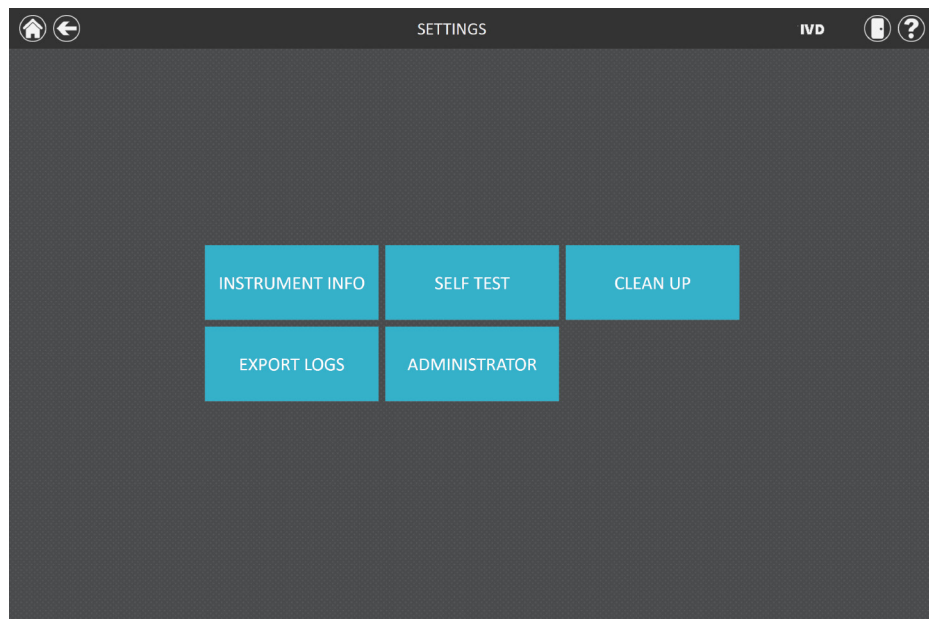 SETTINGS IVD ?
INSTRUMENT INFO SELF TEST CLEAN UP
EXPORT LOGS ADMINISTRATOR